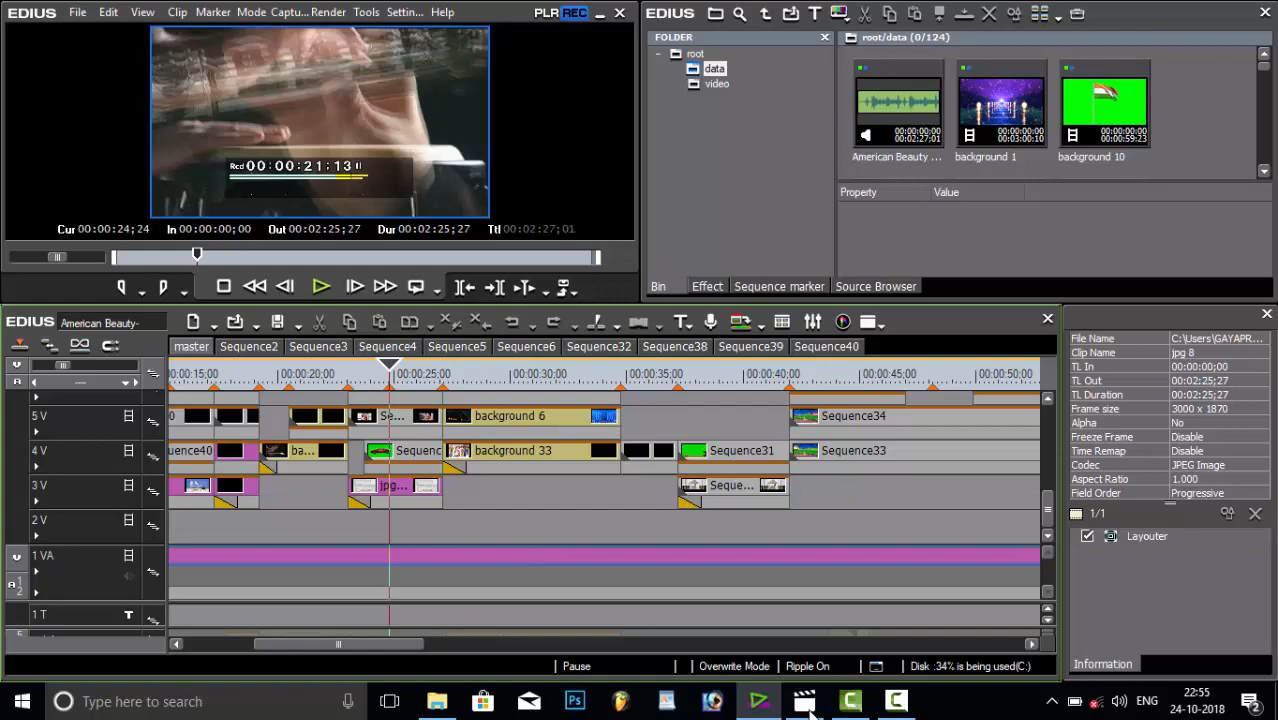 EDIUS File Edit View Clip Marker Mode Captu... Render Tools Settin... Help PLR REC
Rcd 00:00:21;13
Cur 00:00:24;24 In 00:00:00;00 Out 00:02:25;27 Dur 00:02:25;27 Ttl 00:02:27;01
EDIUS
FOLDER
root
data
video
root/data (0/124)
00:00:00;00
00:02:27;01
American Beauty ...
00:00:00;00
00:03:00;10
background 1
00:00:00;00
00:00:59;23
background 10
Property Value
Bin Effect Sequence marker Source Browser
EDIUS American Beauty-
master Sequence2 Sequence3 Sequence4 Sequence5 Sequence6 Sequence32 Sequence38 Sequence39 Sequence40
00:00:15;00 00:00:20;00 00:00:25;00 00:00:30;00 00:00:35;00 00:00:40;00 00:00:45;00 00:00:50;00
5 V 0 Se... background 6 Sequence34
4 V uence40 ba... Sequenc background 33 Sequence31 Sequence33
3 V jpg... Seque...
2 V
1 VA
A 1
2
1 T T
Pause Overwrite Mode Ripple On Disk :34% is being used(C:)
File Name C:\Users\GAYAPR...
Clip Name jpg 8
TL In 00:00:00;00
TL Out 00:02:25;27
TL Duration 00:02:25;27
Frame size 3000 x 1870
Alpha No
Freeze Frame Disable
Time Remap Disable
Codec JPEG Image
Aspect Ratio 1.000
Field Order Progressive
1/1
Layouter
Information
Type here to search
Ps
ENG
22:55
24-10-2018
2